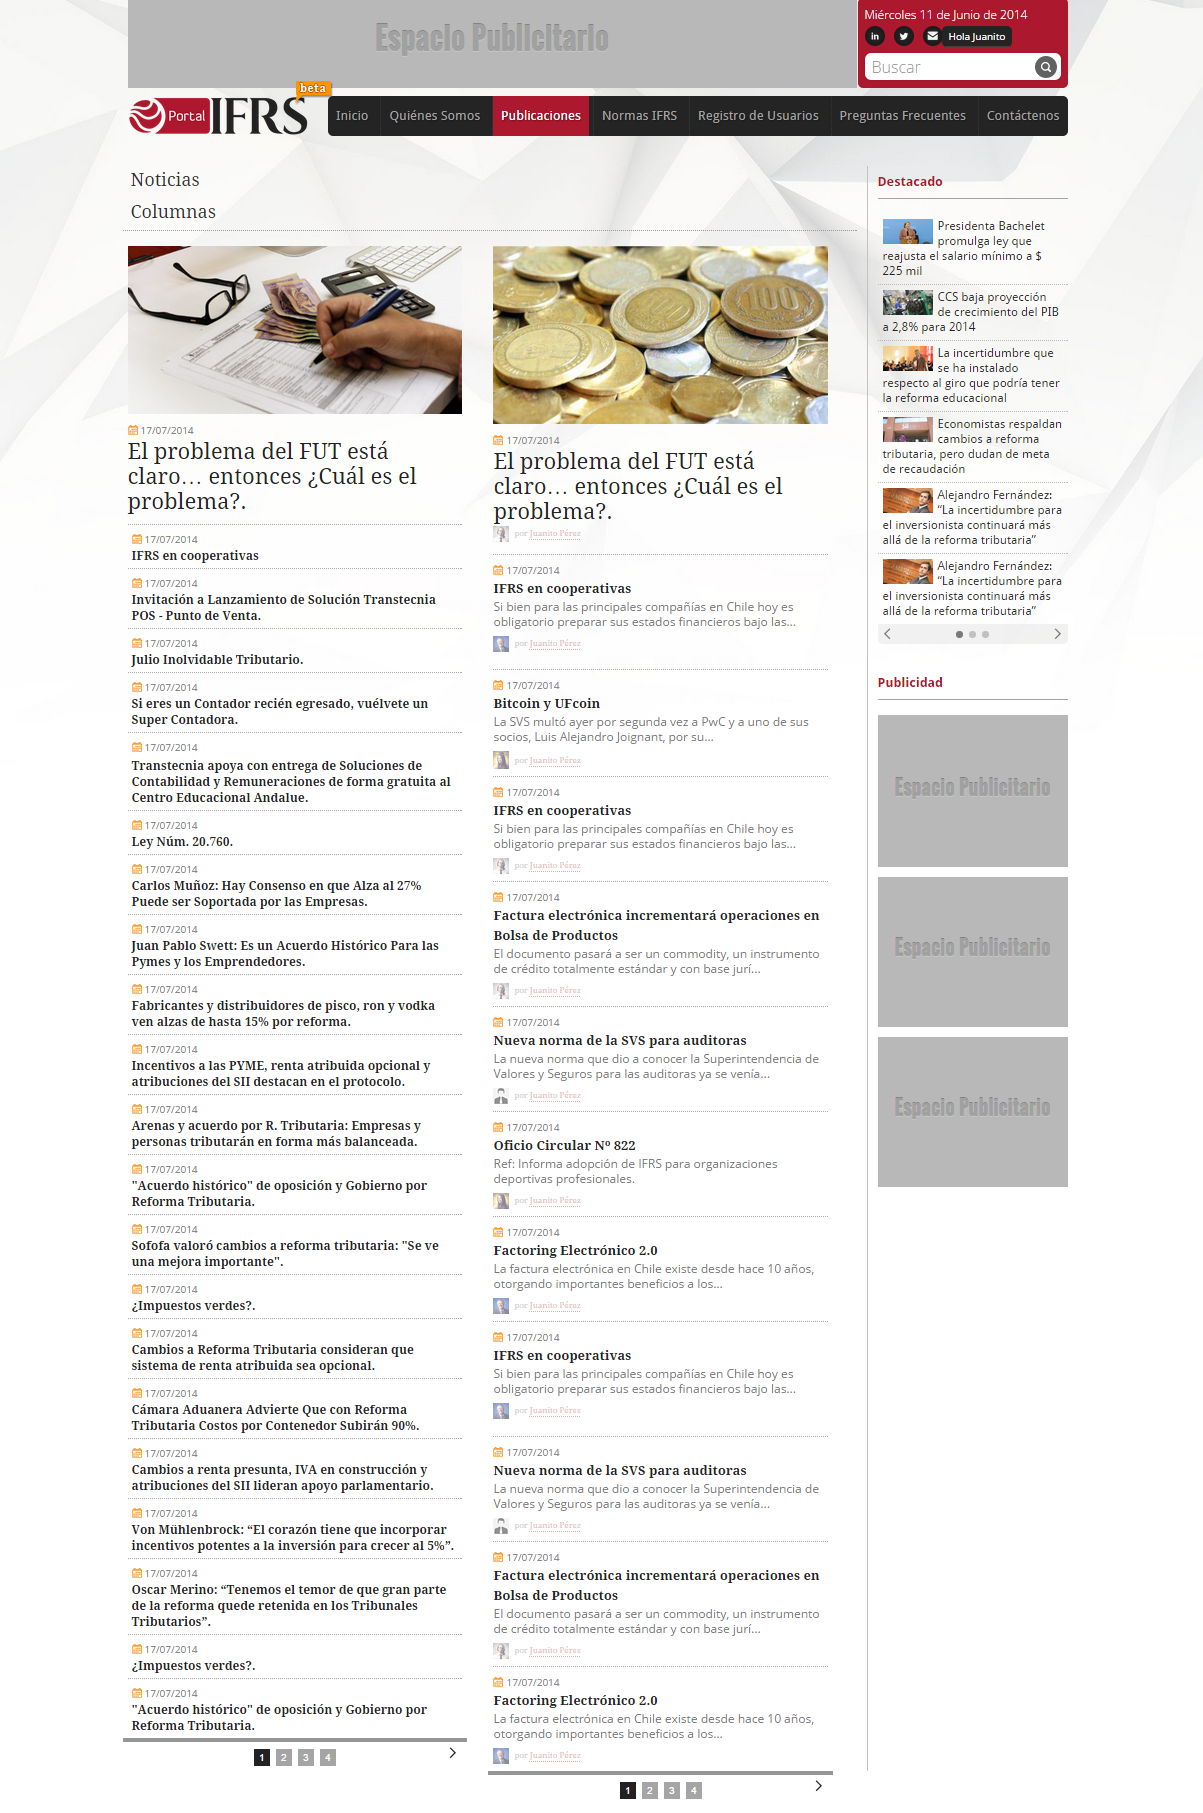 Espacio Publicitario
Miércoles 11 de Junio de 2014
in
Hola Juanito
Buscar
Portal IFRS beta
Inicio
Quiénes Somos
Publicaciones
Normas IFRS
Registro de Usuarios
Preguntas Frecuentes
Contáctenos
Noticias
Columnas
17/07/2014
El problema del FUT está
claro… entonces ¿Cuál es el
problema?.
17/07/2014
IFRS en cooperativas
17/07/2014
Invitación a Lanzamiento de Solución Transtecnia
POS - Punto de Venta.
17/07/2014
Julio Inolvidable Tributario.
17/07/2014
Si eres un Contador recién egresado, vuélvete un
Super Contadora.
17/07/2014
Transtecnia apoya con entrega de Soluciones de
Contabilidad y Remuneraciones de forma gratuita al
Centro Educacional Andalue.
17/07/2014
Ley Núm. 20.760.
17/07/2014
Carlos Muñoz: Hay Consenso en que Alza al 27%
Puede ser Soportada por las Empresas.
17/07/2014
Juan Pablo Swett: Es un Acuerdo Histórico Para las
Pymes y los Emprendedores.
17/07/2014
Fabricantes y distribuidores de pisco, ron y vodka
ven alzas de hasta 15% por reforma.
17/07/2014
Incentivos a las PYME, renta atribuida opcional y
atribuciones del SII destacan en el protocolo.
17/07/2014
Arenas y acuerdo por R. Tributaria: Empresas y
personas tributarán en forma más balanceada.
17/07/2014
"Acuerdo histórico" de oposición y Gobierno por
Reforma Tributaria.
17/07/2014
Sofofa valoró cambios a reforma tributaria: "Se ve
una mejora importante".
17/07/2014
¿Impuestos verdes?.
17/07/2014
Cambios a Reforma Tributaria consideran que
sistema de renta atribuida sea opcional.
17/07/2014
Cámara Aduanera Advierte Que con Reforma
Tributaria Costos por Contenedor Subirán 90%.
17/07/2014
Cambios a renta presunta, IVA en construcción y
atribuciones del SII lideran apoyo parlamentario.
17/07/2014
Von Mühlenbrock: “El corazón tiene que incorporar
incentivos potentes a la inversión para crecer al 5%”.
17/07/2014
Oscar Merino: “Tenemos el temor de que gran parte
de la reforma quede retenida en los Tribunales
Tributarios”.
17/07/2014
¿Impuestos verdes?.
17/07/2014
"Acuerdo histórico" de oposición y Gobierno por
Reforma Tributaria.
1 2 3 4
100
17/07/2014
El problema del FUT está
claro… entonces ¿Cuál es el
problema?.
por Juanito Pérez
17/07/2014
IFRS en cooperativas
Si bien para las principales compañías en Chile hoy es
obligatorio preparar sus estados financieros bajo las...
por Juanito Pérez
17/07/2014
Bitcoin y UFcoin
La SVS multó ayer por segunda vez a PwC y a uno de sus
socios, Luis Alejandro Joignant, por su...
por Juanito Pérez
17/07/2014
IFRS en cooperativas
Si bien para las principales compañías en Chile hoy es
obligatorio preparar sus estados financieros bajo las...
por Juanito Pérez
17/07/2014
Factura electrónica incrementará operaciones en
Bolsa de Productos
El documento pasará a ser un commodity, un instrumento
de crédito totalmente estándar y con base jurí...
por Juanito Pérez
17/07/2014
Nueva norma de la SVS para auditoras
La nueva norma que dio a conocer la Superintendencia de
Valores y Seguros para las auditoras ya se venía...
por Juanito Pérez
17/07/2014
Oficio Circular Nº 822
Ref: Informa adopción de IFRS para organizaciones
deportivas profesionales.
por Juanito Pérez
17/07/2014
Factoring Electrónico 2.0
La factura electrónica en Chile existe desde hace 10 años,
otorgando importantes beneficios a los...
por Juanito Pérez
17/07/2014
IFRS en cooperativas
Si bien para las principales compañías en Chile hoy es
obligatorio preparar sus estados financieros bajo las...
por Juanito Pérez
17/07/2014
Nueva norma de la SVS para auditoras
La nueva norma que dio a conocer la Superintendencia de
Valores y Seguros para las auditoras ya se venía...
por Juanito Pérez
17/07/2014
Factura electrónica incrementará operaciones en
Bolsa de Productos
El documento pasará a ser un commodity, un instrumento
de crédito totalmente estándar y con base jurí...
por Juanito Pérez
17/07/2014
Factoring Electrónico 2.0
La factura electrónica en Chile existe desde hace 10 años,
otorgando importantes beneficios a los...
por Juanito Pérez
1 2 3 4
Destacado
Presidenta Bachelet
promulga ley que
reajusta el salario mínimo a $
225 mil
CCS baja proyección
de crecimiento del PIB
a 2,8% para 2014
La incertidumbre que
se ha instalado
respecto al giro que podría tener
la reforma educacional
Economistas respaldan
cambios a reforma
tributaria, pero dudan de meta
de recaudación
Alejandro Fernández:
“La incertidumbre para
el inversionista continuará más
allá de la reforma tributaria”
Alejandro Fernández:
“La incertidumbre para
el inversionista continuará más
allá de la reforma tributaria”
Publicidad
Espacio Publicitario
Espacio Publicitario
Espacio Publicitario